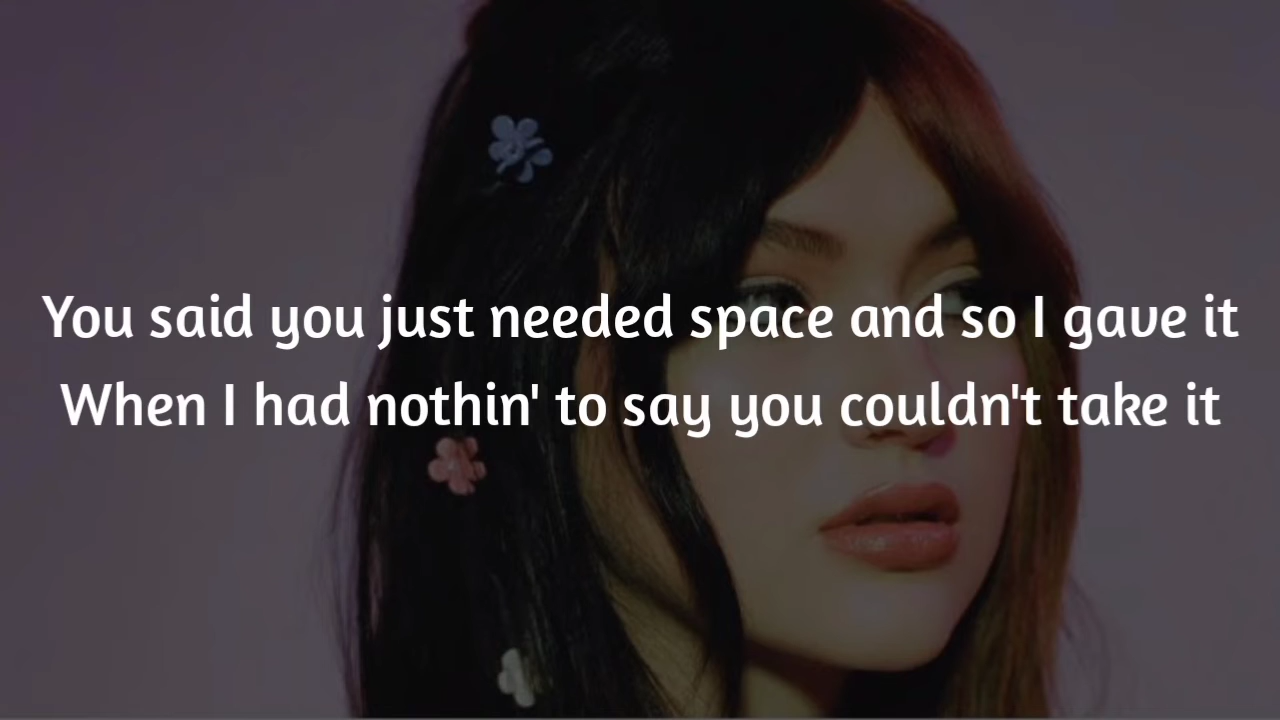 You said you just needed space and so I gave it
When I had nothin' to say you couldn't take it